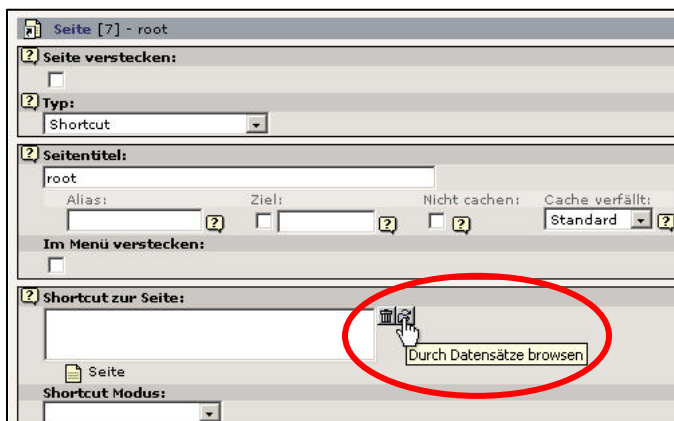 Seite [7] - root
Seite verstecken:
Typ:
Shortcut
Seitentitel:
root
Alias: Ziel: Nicht cachen: Cache verfällt:
Standard
Im Menü verstecken:
Shortcut zur Seite:
Durch Datensätze browsen
Seite
Shortcut Modus: